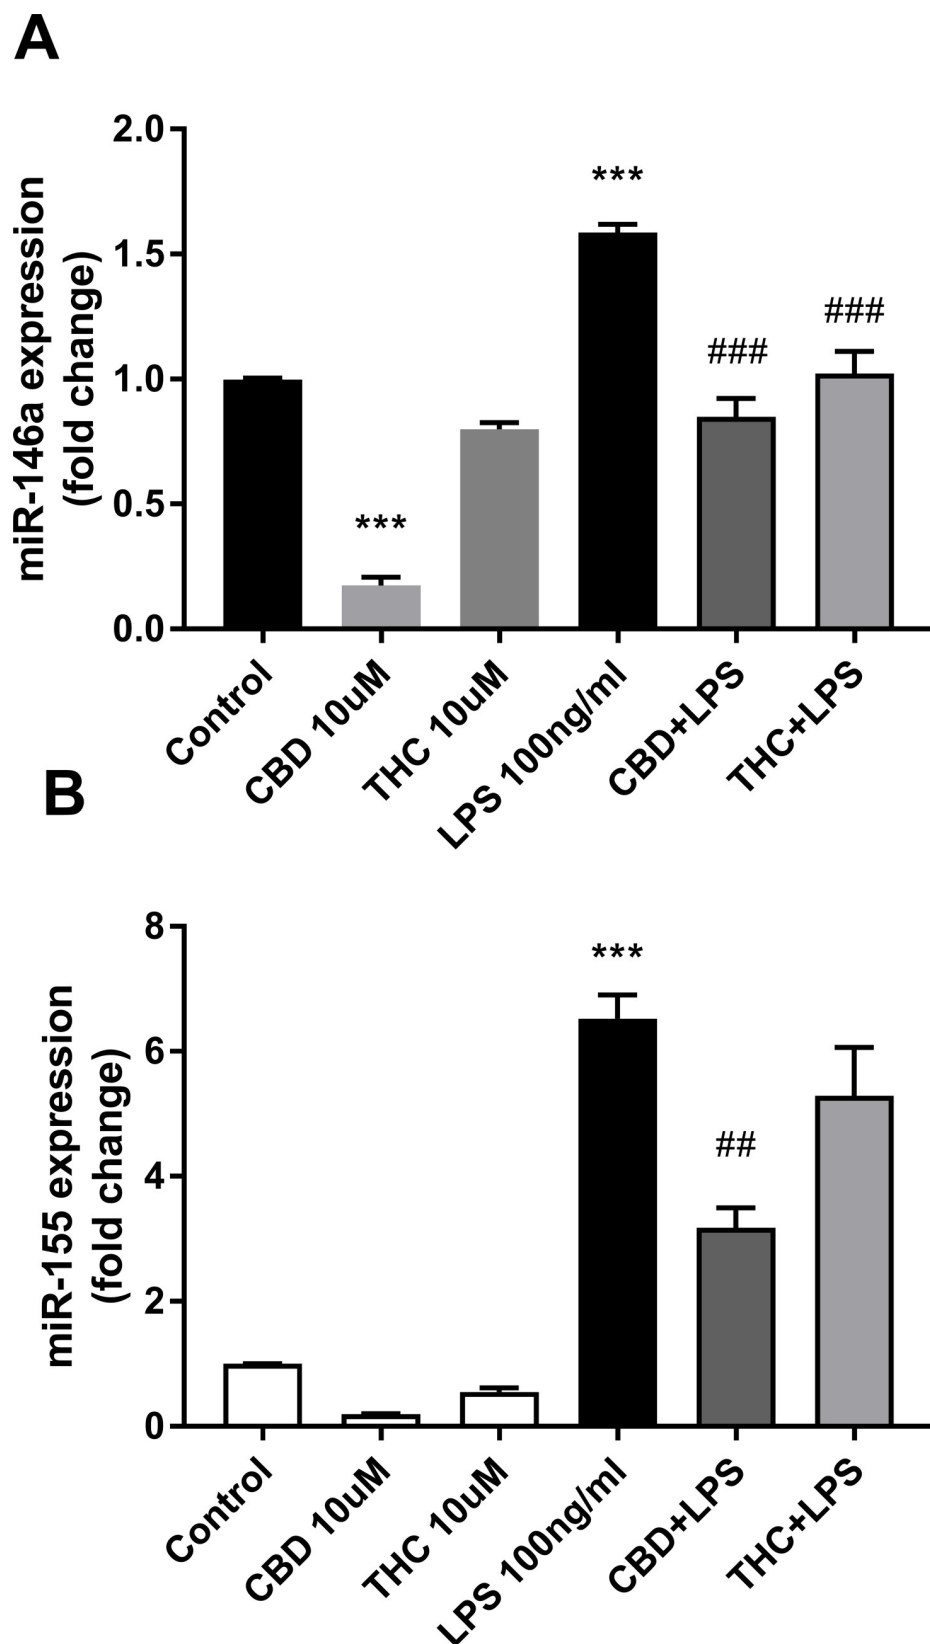 A
miR-146a expression
(fold change)
2.0
1.5
1.0
0.5
0.0
***
***
###
###
Control
CBD 10uM
THC 10uM
LPS 100ng/ml
CBD+LPS
THC+LPS
B
miR-155 expression
(fold change)
8
6
4
2
0
***
##
Control
CBD 10uM
THC 10uM
LPS 100ng/ml
CBD+LPS
THC+LPS